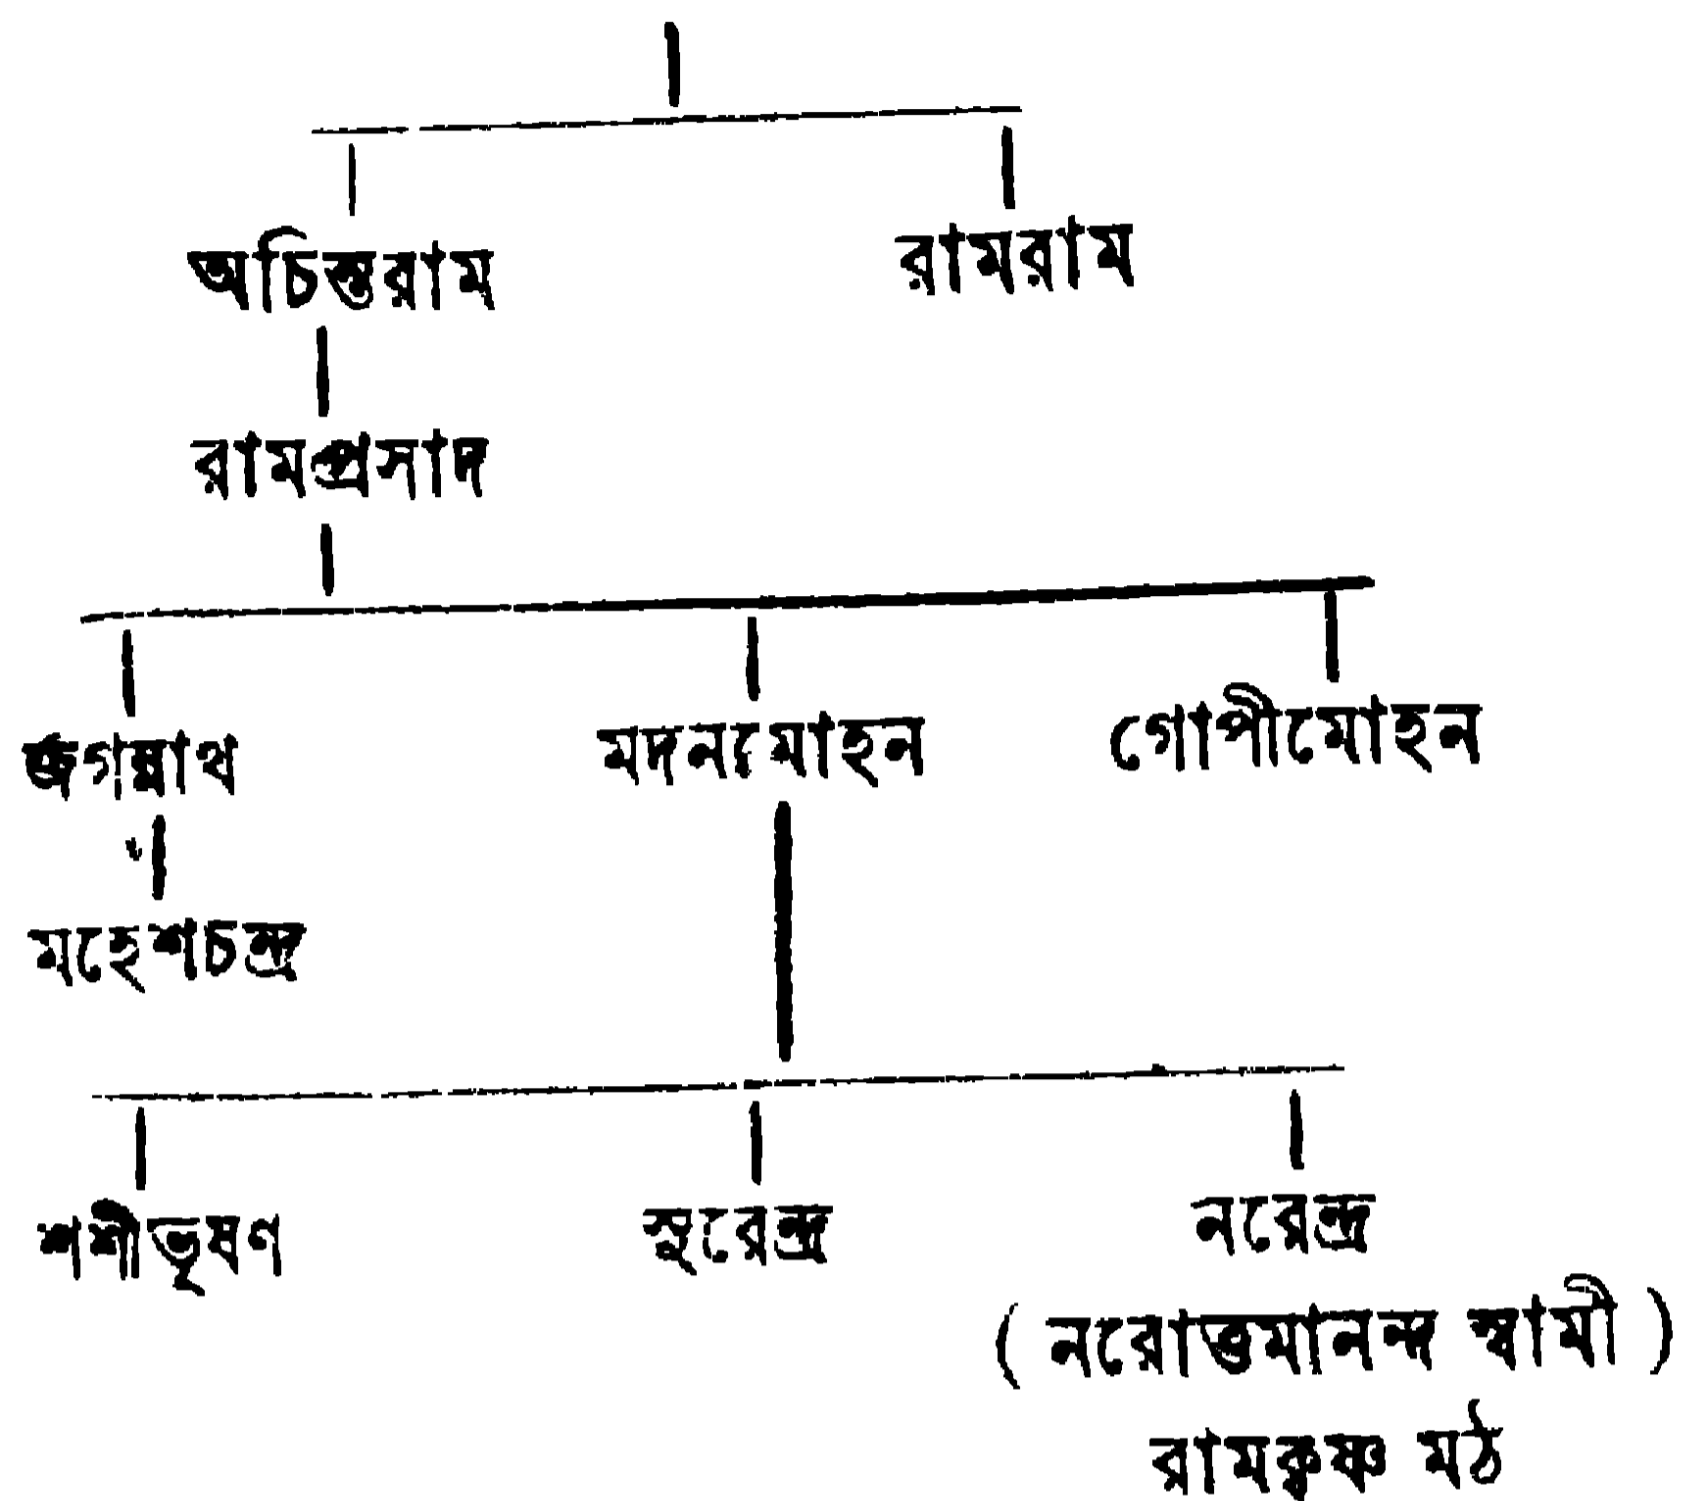 অচিন্তরাম রামরাম
রামপ্রসাদ
জগন্নাথ মদনমোহন গোপীমোহন
মহেশচন্দ্র
শশীভূষণ সুরেন্দ্র নরেন্দ্র
( নরোত্তমানন্দ স্বামী )
রামকৃষ্ণ মঠ